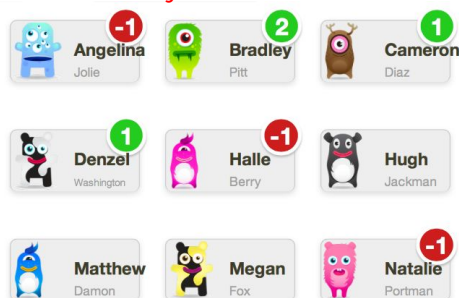 -1
2
1
Angelina
Bradley
Cameron
Jolie
Pitt
Diaz
1
-1
Denzel
Halle
Hugh
Washington
Berry
Jackman
-1
Matthew
Megan
Natalie
Damon
Fox
Portman